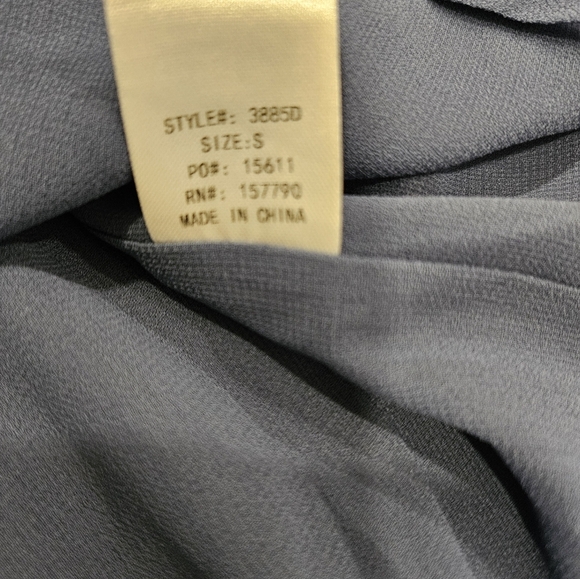 STYLE#: 3885D
SIZE:S
PO#: 15611
RN#: 157790
MADE IN CHINA